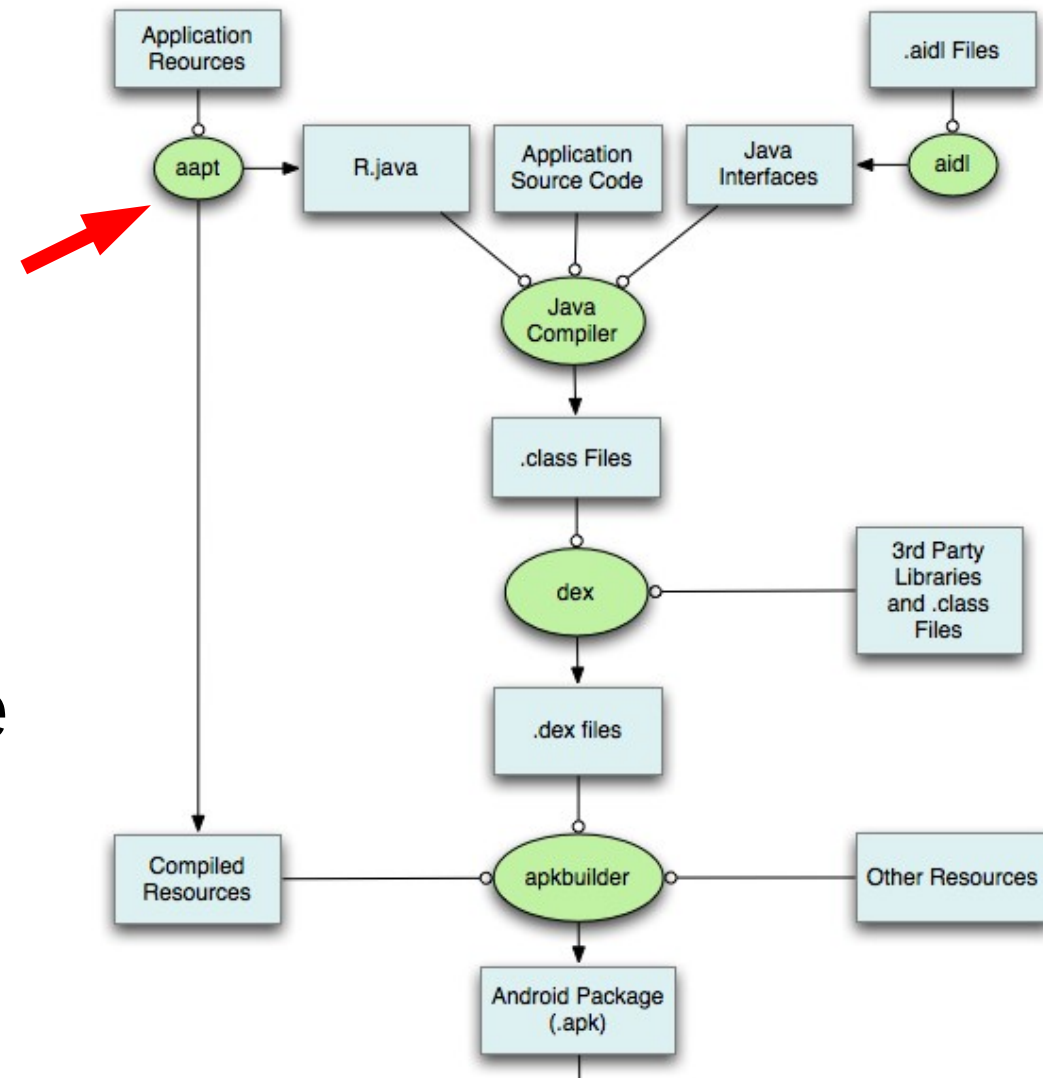 Application
Reources
.aidl Files
aapt
R.java
Application
Source Code
Java
Interfaces
aidl
Java
Compiler
.class Files
dex
3rd Party
Libraries
and .class
Files
e
.dex files
Compiled
Resources
apkbuilder
Other Resources
Android Package
(.apk)